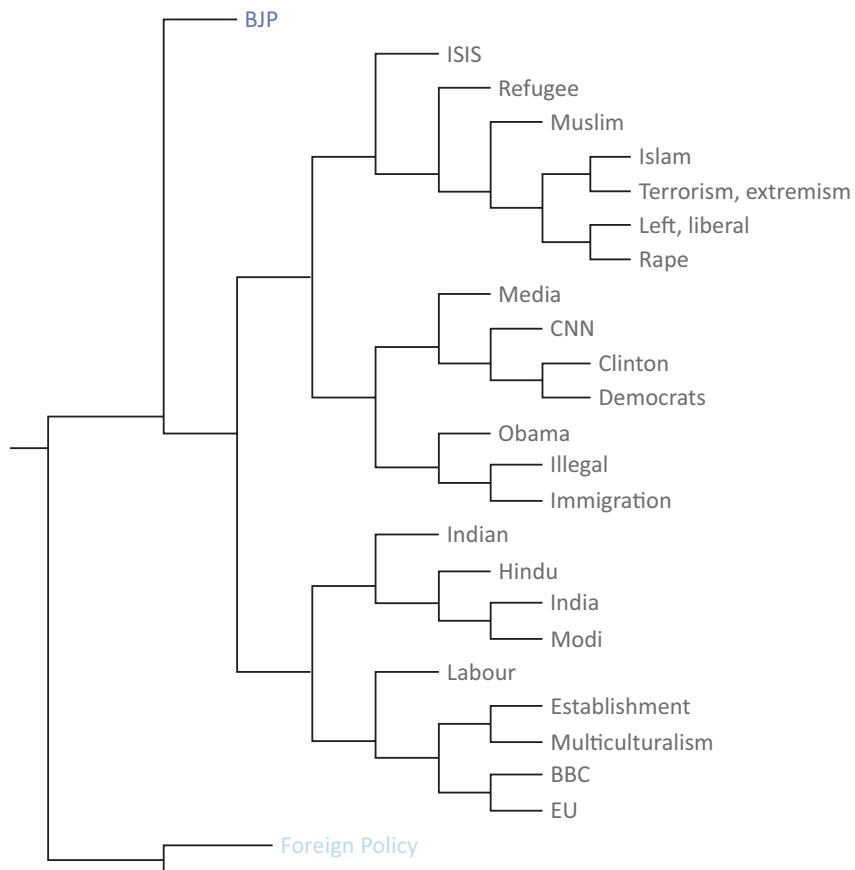 BJP
ISIS
Refugee
Muslim
Islam
Terrorism, extremism
Left, liberal
Rape
Media
CNN
Clinton
Democrats
Obama
Illegal
Immigration
Indian
Hindu
India
Modi
Labour
Establishment
Multiculturalism
BBC
EU
Foreign Policy